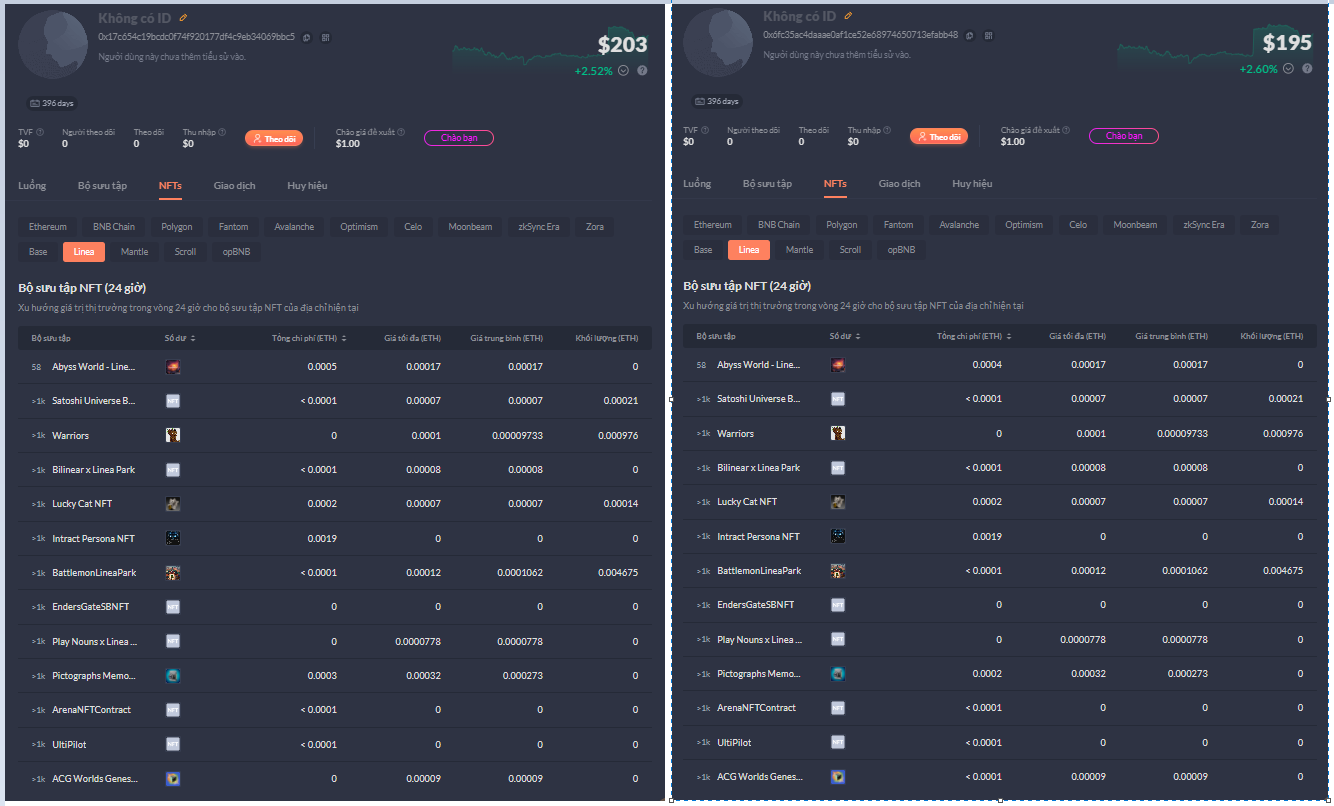 Không có ID
0x17c654c19bcdc0f74f920177df4c9eb34069bbc5
Người dùng này chưa thêm tiểu sử vào.
$203
+2.52%
396 days
TVF Người theo dõi Theo dõi Thu nhập Theo dõi Chào giá đề xuất Chào bạn
$0 0 0 $0 $1.00
Luồng Bộ sưu tập NFTs Giao dịch Huy hiệu
Ethereum BNB Chain Polygon Fantom Avalanche Optimism Celo Moonbeam zkSync Era Zora
Base Linea Mantle Scroll opBNB
Bộ sưu tập NFT (24 giờ)
Xu hướng giá trị thị trường trong vòng 24 giờ cho bộ sưu tập NFT của địa chỉ hiện tại
Bộ sưu tập Số dư Tổng chi phí (ETH) Giá tối đa (ETH) Giá trung bình (ETH) Khối lượng (ETH)
58 Abyss World - Line... 0.0005 0.00017 0.00017 0
>1k Satoshi Universe B... NFT < 0.0001 0.00007 0.00007 0.00021
>1k Warriors 0 0.0001 0.00009733 0.000976
>1k Bilinear x Linea Park NFT < 0.0001 0.00008 0.00008 0
>1k Lucky Cat NFT 0.0002 0.00007 0.00007 0.00014
>1k Intract Persona NFT 0.0019 0 0 0
>1k BattlemonLineaPark < 0.0001 0.00012 0.0001062 0.004675
>1k EndersGateSBNFT NFT 0 0 0 0
>1k Play Nouns x Linea ... NFT 0 0.0000778 0.0000778 0
>1k Pictographs Memo... 0.0003 0.00032 0.000273 0
>1k ArenaNFTContract NFT < 0.0001 0 0 0
>1k UltiPilot NFT < 0.0001 0 0 0
>1k ACG Worlds Genes... 0 0.00009 0.00009 0
Không có ID
0x6fc35ac4daaae0af1ce52e68974650713efabb48
Người dùng này chưa thêm tiểu sử vào.
$195
+2.60%
396 days
TVF Người theo dõi Theo dõi Thu nhập Theo dõi Chào giá đề xuất Chào bạn
$0 0 0 $0 $1.00
Luồng Bộ sưu tập NFTs Giao dịch Huy hiệu
Ethereum BNB Chain Polygon Fantom Avalanche Optimism Celo Moonbeam zkSync Era Zora
Base Linea Mantle Scroll opBNB
Bộ sưu tập NFT (24 giờ)
Xu hướng giá trị thị trường trong vòng 24 giờ cho bộ sưu tập NFT của địa chỉ hiện tại
Bộ sưu tập Số dư Tổng chi phí (ETH) Giá tối đa (ETH) Giá trung bình (ETH) Khối lượng (ETH)
58 Abyss World - Line... 0.0004 0.00017 0.00017 0
>1k Satoshi Universe B... NFT < 0.0001 0.00007 0.00007 0.00021
>1k Warriors 0 0.0001 0.00009733 0.000976
>1k Bilinear x Linea Park NFT < 0.0001 0.00008 0.00008 0
>1k Lucky Cat NFT 0.0002 0.00007 0.00007 0.00014
>1k Intract Persona NFT 0.0019 0 0 0
>1k BattlemonLineaPark < 0.0001 0.00012 0.0001062 0.004675
>1k EndersGateSBNFT NFT 0 0 0 0
>1k Play Nouns x Linea ... NFT 0 0.0000778 0.0000778 0
>1k Pictographs Memo... 0.0002 0.00032 0.000273 0
>1k ArenaNFTContract NFT < 0.0001 0 0 0
>1k UltiPilot NFT < 0.0001 0 0 0
>1k ACG Worlds Genes... < 0.0001 0.00009 0.00009 0